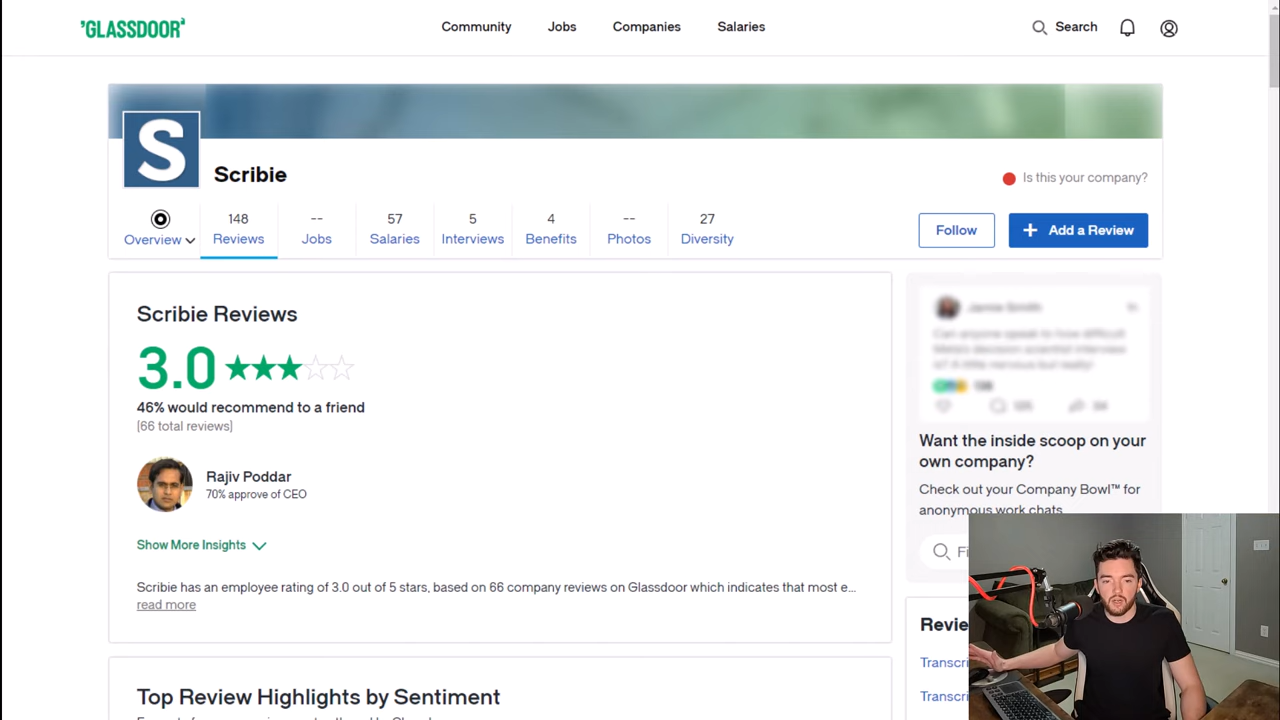 'GLASSDOOR'
Community
Jobs
Companies
Salaries
Search
S
Scribie
Is this your company?
Overview
148
Reviews
--
Jobs
57
Salaries
5
Interviews
4
Benefits
--
Photos
27
Diversity
Follow
+ Add a Review
Scribie Reviews
3.0
46% would recommend to a friend
(66 total reviews)
Rajiv Poddar
70% approve of CEO
Show More Insights
Scribie has an employee rating of 3.0 out of 5 stars, based on 66 company reviews on Glassdoor which indicates that most e...
read more
Top Review Highlights by Sentiment
Want the inside scoop on your
own company?
Check out your Company Bowl™ for
anonymous work chats.